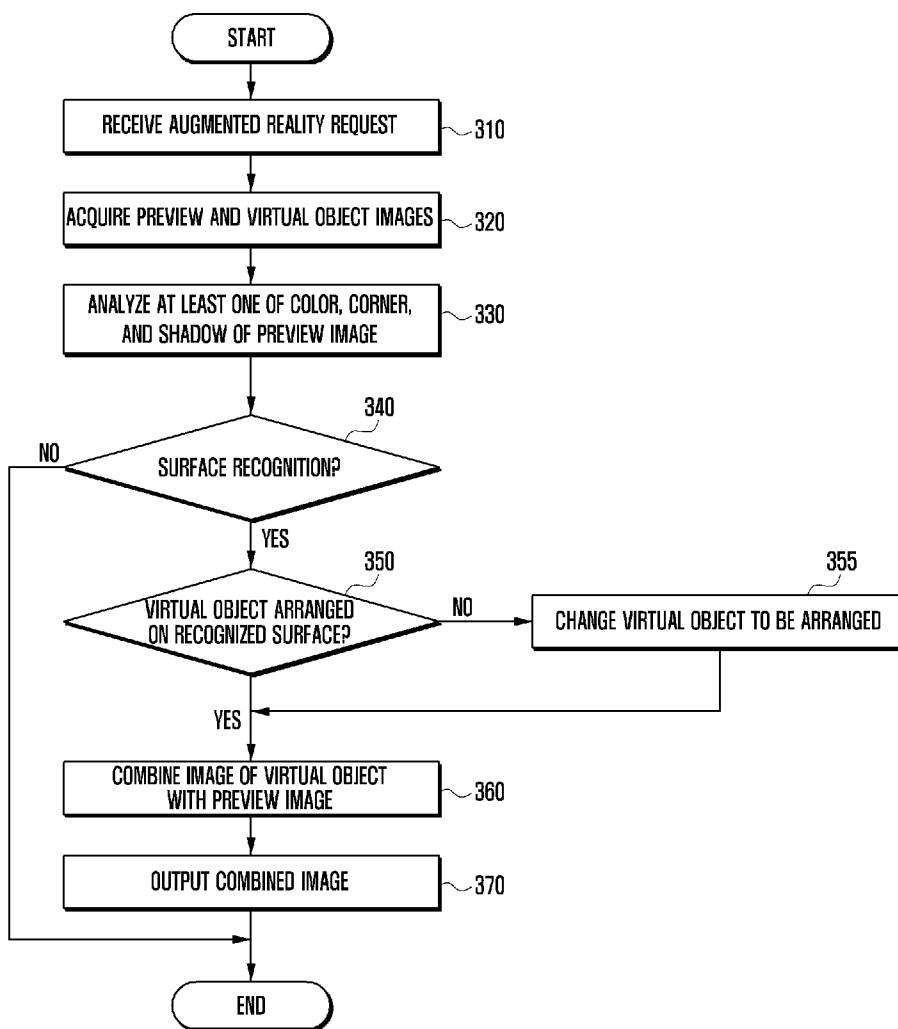 START
RECEIVE AUGMENTED REALITY REQUEST
310
ACQUIRE PREVIEW AND VIRTUAL OBJECT IMAGES
320
ANALYZE AT LEAST ONE OF COLOR, CORNER,
AND SHADOW OF PREVIEW IMAGE
330
340
NO
SURFACE RECOGNITION?
YES
350
355
VIRTUAL OBJECT ARRANGED
ON RECOGNIZED SURFACE?
NO
CHANGE VIRTUAL OBJECT TO BE ARRANGED
YES
COMBINE IMAGE OF VIRTUAL OBJECT
WITH PREVIEW IMAGE
360
OUTPUT COMBINED IMAGE
370
END